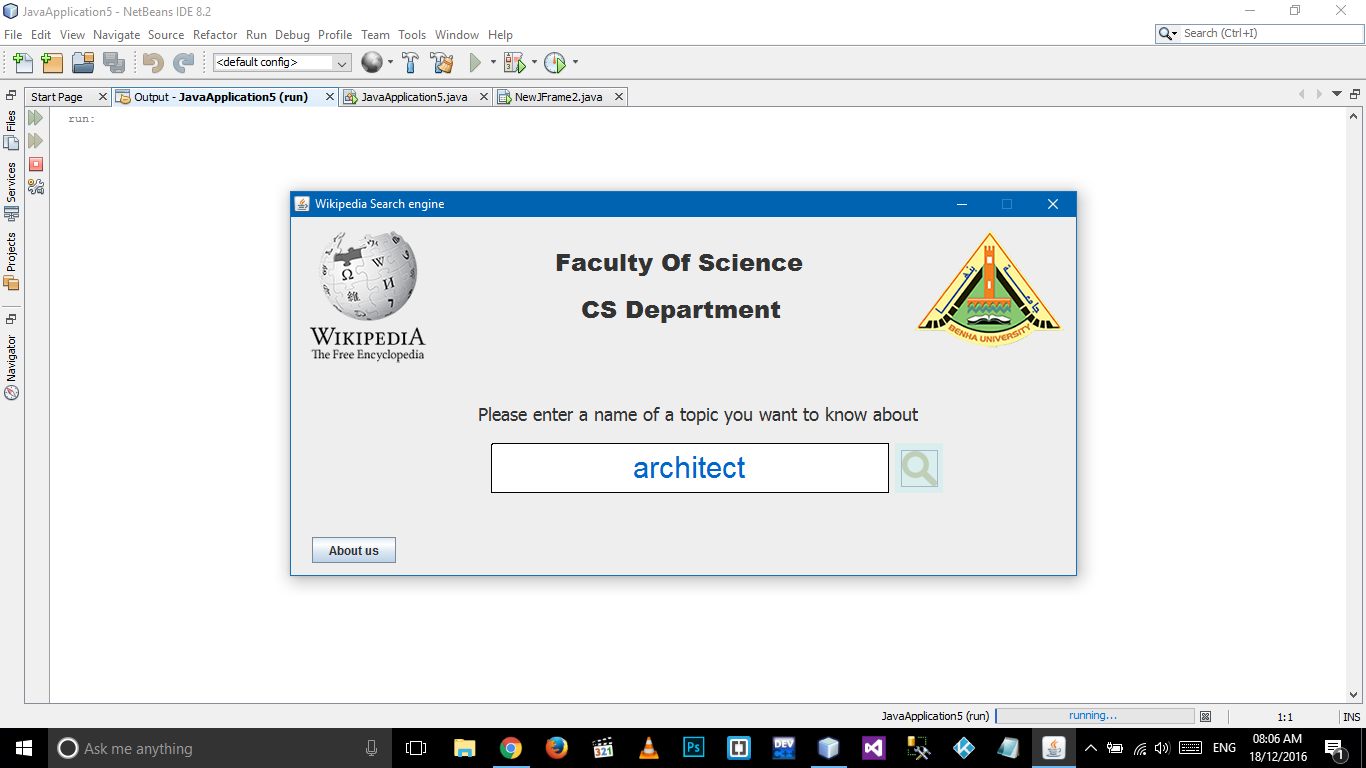 JavaApplication5 - NetBeans IDE 8.2
File Edit View Navigate Source Refactor Run Debug Profile Team Tools Window Help
Search (Ctrl+I)
<default config>
Start Page
Output - JavaApplication5 (run)
JavaApplication5.java
NewJFrame2.java
Files
Services
Projects
Navigator
run:
Wikipedia Search engine
Ω W И 維
WIKIPEDIA
The Free Encyclopedia
Faculty Of Science
CS Department
BENHA UNIVERSITY
Please enter a name of a topic you want to know about
architect
About us
JavaApplication5 (run)
running...
1:1
INS
Ask me anything
321
Ps
DEV
ENG
08:06 AM
18/12/2016
1